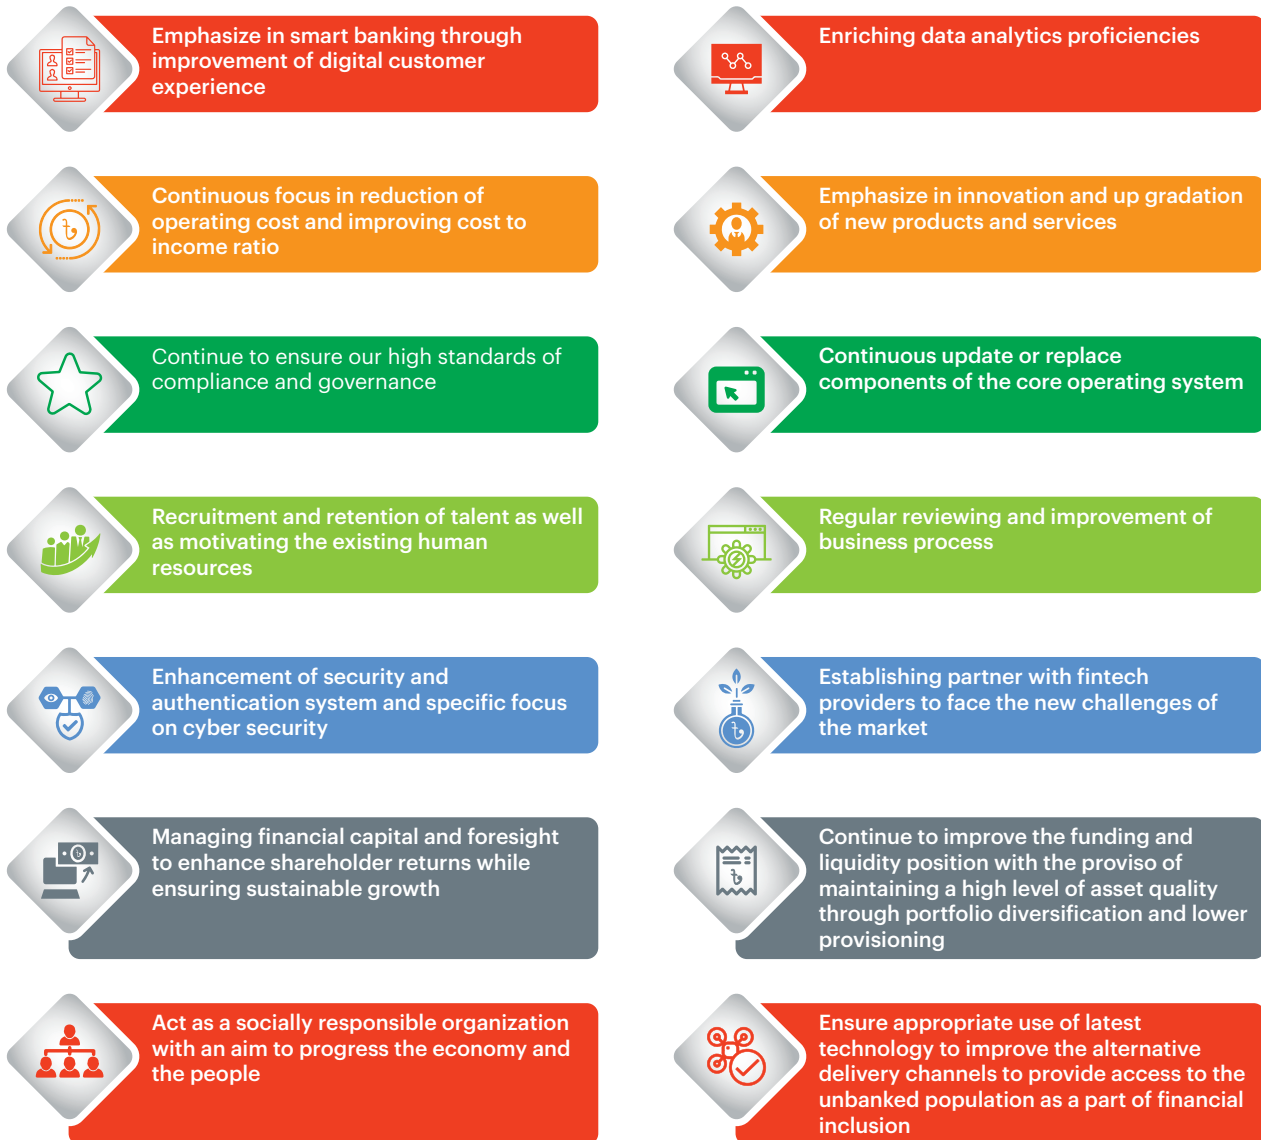 Emphasize in smart banking through
improvement of digital customer
experience
Enriching data analytics proficiencies
Continuous focus in reduction of
operating cost and improving cost to
income ratio
Emphasize in innovation and up gradation
of new products and services
Continue to ensure our high standards of
compliance and governance
Continuous update or replace
components of the core operating system
Recruitment and retention of talent as well
as motivating the existing human
resources
Regular reviewing and improvement of
business process
Enhancement of security and
authentication system and specific focus
on cyber security
Establishing partner with fintech
providers to face the new challenges of
the market
Managing financial capital and foresight
to enhance shareholder returns while
ensuring sustainable growth
Continue to improve the funding and
liquidity position with the proviso of
maintaining a high level of asset quality
through portfolio diversification and lower
provisioning
Act as a socially responsible organization
with an aim to progress the economy and
the people
Ensure appropriate use of latest
technology to improve the alternative
delivery channels to provide access to the
unbanked population as a part of financial
inclusion